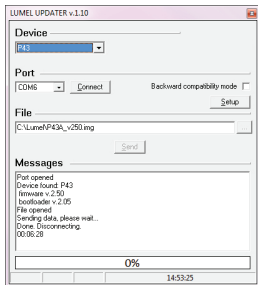 LUMEL UPDATER v.1.10
Device
P43
Port
COM6
Connect
Backward compatibility mode
Setup
File
C:\Lumel\P43A_v250.img
...
Send
Messages
Port opened
Device found: P43
firmware v.2.50
bootloader v.2.05
File opened
Sending data, please wait...
Done. Disconnecting.
00:06:28
0%
14:53:25